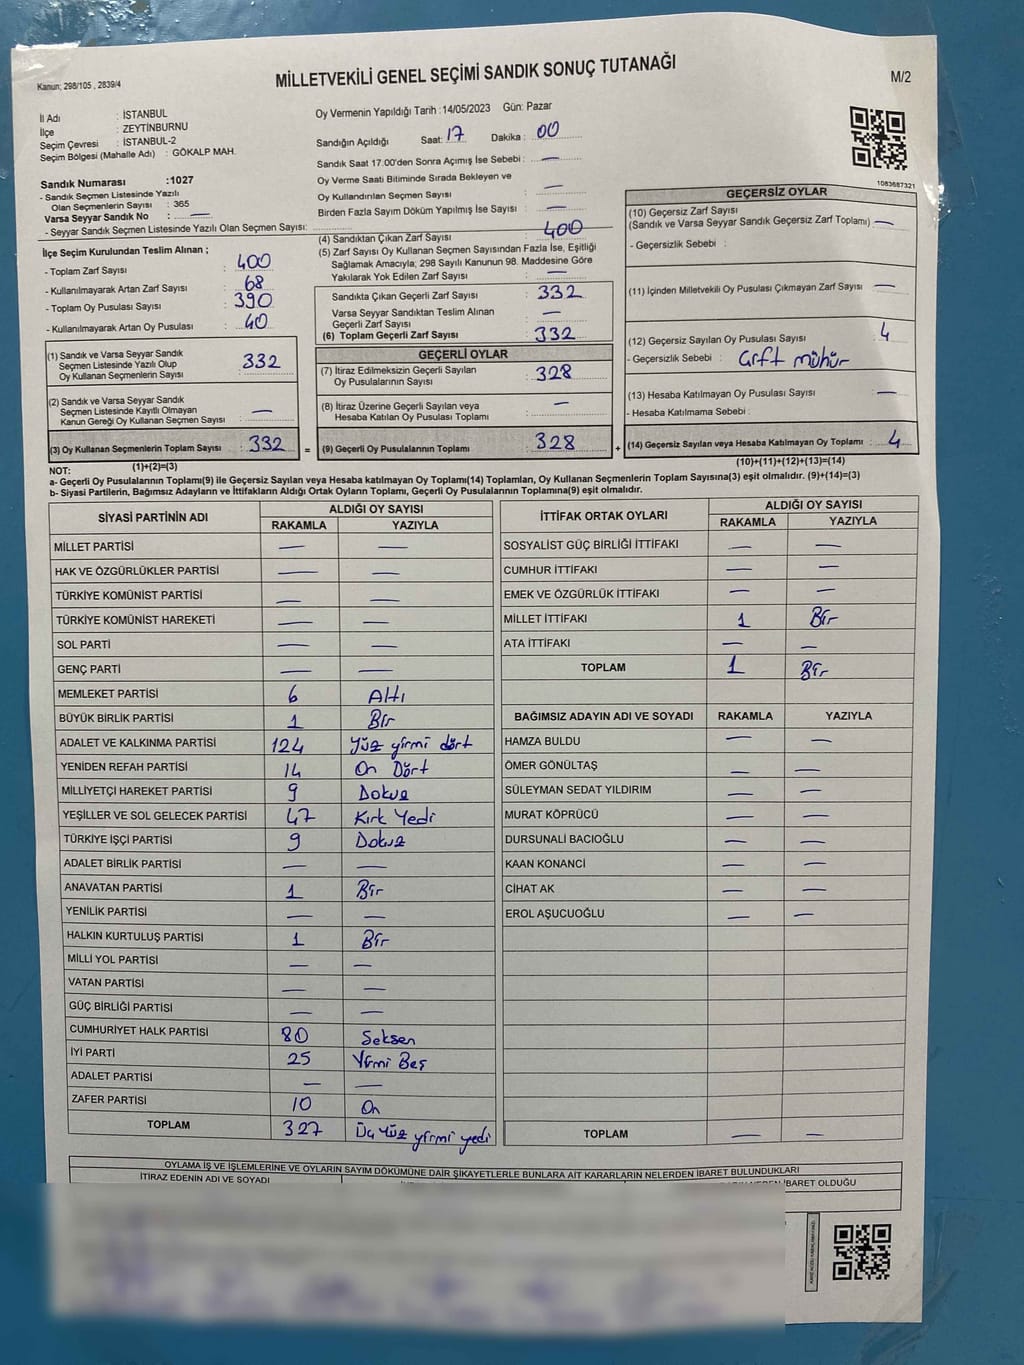 Kanun; 298/105 , 2839/4
MİLLETVEKİLİ GENEL SEÇİMİ SANDIK SONUÇ TUTANAĞI
M/2
İl Adı : İSTANBUL
İlçe : ZEYTİNBURNU
Seçim Çevresi : İSTANBUL-2
Seçim Bölgesi (Mahalle Adı) : GÖKALP MAH.
Sandık Numarası :1027
- Sandık Seçmen Listesinde Yazılı
Olan Seçmenlerin Sayısı : 365
Varsa Seyyar Sandık No : —
- Seyyar Sandık Seçmen Listesinde Yazılı Olan Seçmen Sayısı:
Oy Vermenin Yapıldığı Tarih :14/05/2023 Gün: Pazar
Sandığın Açıldığı Saat: 17 Dakika : 00
Sandık Saat 17.00'den Sonra Açımış İse Sebebi : —
Oy Verme Saati Bitiminde Sırada Bekleyen ve
Oy Kullandırılan Seçmen Sayısı —
Birden Fazla Sayım Döküm Yapılmış İse Sayısı : —
1083687321
İlçe Seçim Kurulundan Teslim Alınan ;
- Toplam Zarf Sayısı : 400
- Kullanılmayarak Artan Zarf Sayısı : 68
- Toplam Oy Pusulası Sayısı : 390
- Kullanılmayarak Artan Oy Pusulası : 40
(4) Sandıktan Çıkan Zarf Sayısı : 400
(5) Zarf Sayısı Oy Kullanan Seçmen Sayısından Fazla İse, Eşitliği
Sağlamak Amacıyla; 298 Sayılı Kanunun 98. Maddesine Göre
Yakılarak Yok Edilen Zarf Sayısı : —
Sandıkta Çıkan Geçerli Zarf Sayısı : 332
Varsa Seyyar Sandıktan Teslim Alınan
Geçerli Zarf Sayısı : —
(6) Toplam Geçerli Zarf Sayısı : 332
GEÇERSİZ OYLAR
(10) Geçersiz Zarf Sayısı
(Sandık ve Varsa Seyyar Sandık Geçersiz Zarf Toplamı) : —
- Geçersizlik Sebebi :
(11) İçinden Milletvekili Oy Pusulası Çıkmayan Zarf Sayısı : —
(12) Geçersiz Sayılan Oy Pusulası Sayısı : 4
- Geçersizlik Sebebi : Çift mühür
(13) Hesaba Katılmayan Oy Pusulası Sayısı : —
- Hesaba Katılmama Sebebi :
(14) Geçersiz Sayılan veya Hesaba Katılmayan Oy Toplamı : 4
(10)+(11)+(12)+(13)=(14)
(1) Sandık ve Varsa Seyyar Sandık
Seçmen Listesinde Yazılı Olup
Oy Kullanan Seçmenlerin Sayısı : 332
(2) Sandık ve Varsa Seyyar Sandık
Seçmen Listesinde Kayıtlı Olmayan
Kanun Gereği Oy Kullanan Seçmen Sayısı : —
(3) Oy Kullanan Seçmenlerin Toplam Sayısı : 332
(1)+(2)=(3)
GEÇERLİ OYLAR
(7) İtiraz Edilmeksizin Geçerli Sayılan
Oy Pusulalarının Sayısı : 328
(8) İtiraz Üzerine Geçerli Sayılan veya
Hesaba Katılan Oy Pusulası Toplamı : —
= (9) Geçerli Oy Pusulalarının Toplamı : 328 +
NOT:
a- Geçerli Oy Pusulalarının Toplamı(9) ile Geçersiz Sayılan veya Hesaba katılmayan Oy Toplamı(14) Toplamları, Oy Kullanan Seçmenlerin Toplam Sayısına(3) eşit olmalıdır. (9)+(14)=(3)
b- Siyasi Partilerin, Bağımsız Adayların ve İttifakların Aldığı Ortak Oyların Toplamı, Geçerli Oy Pusulalarının Toplamına(9) eşit olmalıdır.
SİYASİ PARTİNİN ADI ALDIĞI OY SAYISI
RAKAMLA YAZIYLA
MİLLET PARTİSİ — —
HAK VE ÖZGÜRLÜKLER PARTİSİ — —
TÜRKİYE KOMÜNİST PARTİSİ — —
TÜRKİYE KOMÜNİST HAREKETİ — —
SOL PARTİ — —
GENÇ PARTİ — —
MEMLEKET PARTİSİ 6 Altı
BÜYÜK BİRLİK PARTİSİ 1 Bir
ADALET VE KALKINMA PARTİSİ 124 Yüz yirmi dört
YENİDEN REFAH PARTİSİ 14 On Dört
MİLLİYETÇİ HAREKET PARTİSİ 9 Dokuz
YEŞİLLER VE SOL GELECEK PARTİSİ 47 Kırk Yedi
TÜRKİYE İŞÇİ PARTİSİ 9 Dokuz
ADALET BİRLİK PARTİSİ — —
ANAVATAN PARTİSİ 1 Bir
YENİLİK PARTİSİ — —
HALKIN KURTULUŞ PARTİSİ 1 Bir
MİLLİ YOL PARTİSİ — —
VATAN PARTİSİ — —
GÜÇ BİRLİĞİ PARTİSİ — —
CUMHURİYET HALK PARTİSİ 80 Seksen
İYİ PARTİ 25 Yirmi Beş
ADALET PARTİSİ — —
ZAFER PARTİSİ 10 On
TOPLAM 327 Üç Yüz yirmi yedi
İTTİFAK ORTAK OYLARI ALDIĞI OY SAYISI
RAKAMLA YAZIYLA
SOSYALİST GÜÇ BİRLİĞİ İTTİFAKI — —
CUMHUR İTTİFAKI — —
EMEK VE ÖZGÜRLÜK İTTİFAKI — —
MİLLET İTTİFAKI 1 Bir
ATA İTTİFAKI — —
TOPLAM 1 Bir
BAĞIMSIZ ADAYIN ADI VE SOYADI RAKAMLA YAZIYLA
HAMZA BULDU — —
ÖMER GÖNÜLTAŞ — —
SÜLEYMAN SEDAT YILDIRIM — —
MURAT KÖPRÜCÜ — —
DURSUNALİ BACIOĞLU — —
KAAN KONANCİ — —
CİHAT AK — —
EROL AŞUCUOĞLU — —
TOPLAM — —
OYLAMA İŞ VE İŞLEMLERİNE VE OYLARIN SAYIM DÖKÜMÜNE DAİR ŞİKAYETLERLE BUNLARA AİT KARARLARIN NELERDEN İBARET BULUNDUKLARI
İTİRAZ EDENİN ADI VE SOYADI
İBARET OLDUĞU